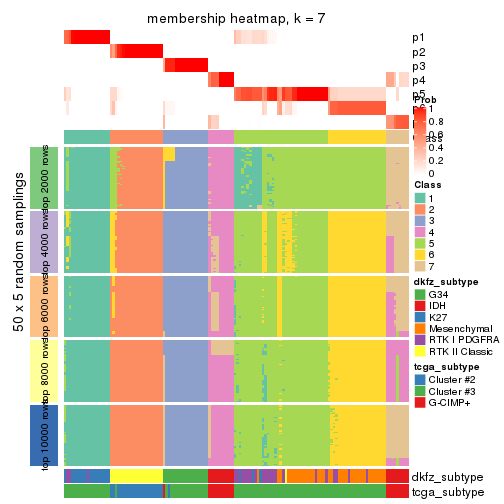 membership heatmap, k = 7
p1
p2
p3
p4
p5
Prob
1
0.8
0.6
0.4
0.2
0
Class
1
2
3
4
5
6
7
dkfz_subtype
G34
IDH
K27
Mesenchymal
RTK I PDGFRA
RTK II Classic
tcga_subtype
Cluster #2
Cluster #3
G-CIMP+
50 x 5 random samplings
top 2000 rows
top 4000 rows
top 6000 rows
top 8000 rows
top 10000 rows
dkfz_subtype
tcga_subtype